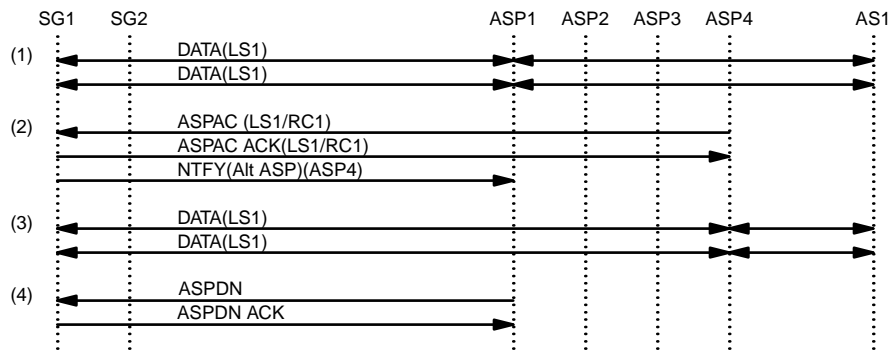 SG1 SG2 ASP1 ASP2 ASP3 ASP4 AS1
(1) DATA(LS1)
DATA(LS1)
(2) ASPAC (LS1/RC1)
ASPAC ACK(LS1/RC1)
NTFY(Alt ASP)(ASP4)
(3) DATA(LS1)
DATA(LS1)
(4) ASPDN
ASPDN ACK